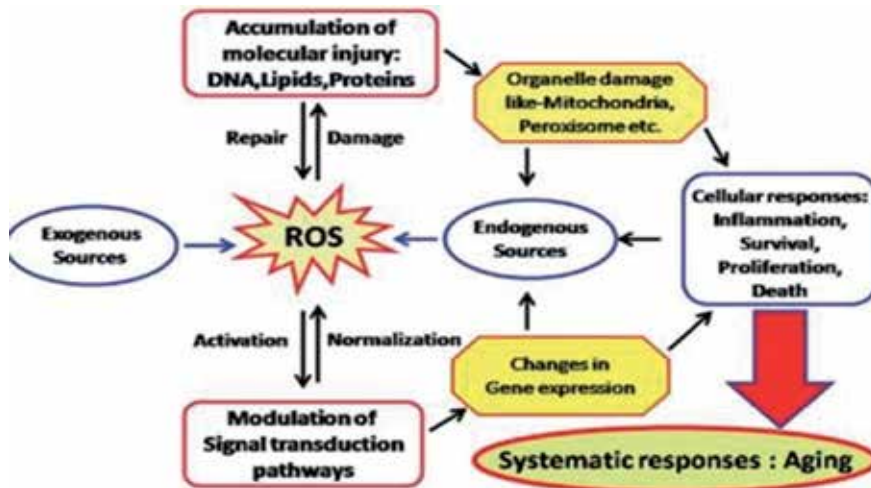 Accumulation of
molecular injury:
DNA,Lipids,Proteins
Organelle damage
like-Mitochondria,
Peroxisome etc.
Repair
Damage
Cellular responses:
Inflammation,
Survival,
Proliferation,
Death
Exogenous
Sources
ROS
Endogenous
Sources
Activation
Normalization
Changes in
Gene expression
Modulation of
Signal transduction
pathways
Systematic responses : Aging